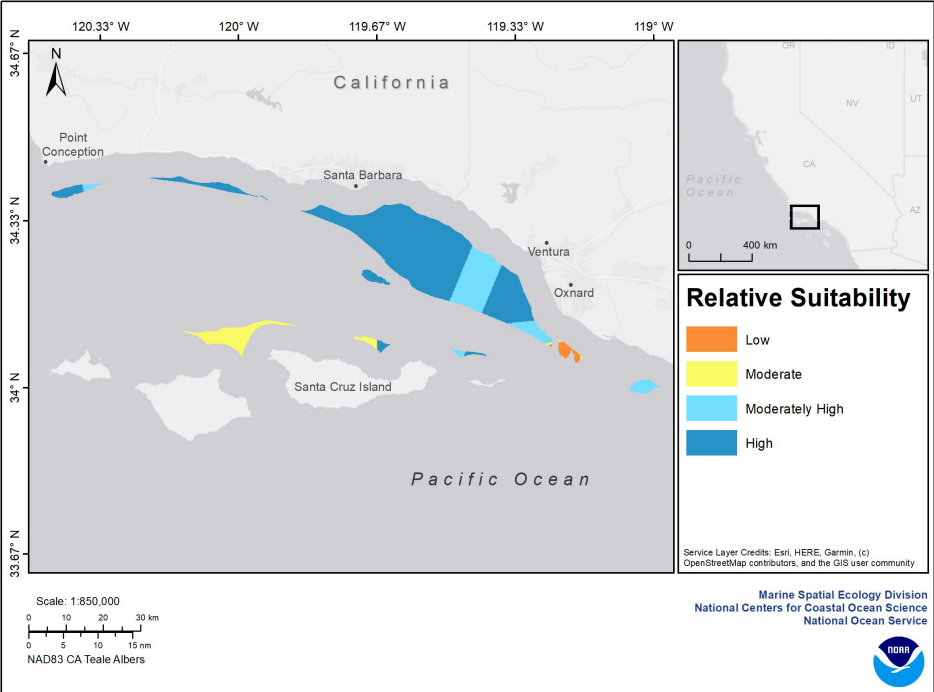 120.33° W
120° W
119.67° W
119.33° W
119° W
34.67° N
34.33° N
34° N
33.67° N
N
California
Point
Conception
Santa Barbara
Ventura
Oxnard
Santa Cruz Island
Pacific Ocean
OR
ID
NV
UT
CA
AZ
Pacific
Ocean
0 400 km
Relative Suitability
Low
Moderate
Moderately High
High
Service Layer Credits: Esri, HERE, Garmin, (c)
OpenStreetMap contributors, and the GIS user community
Scale: 1:850,000
0 10 20 30 km
0 5 10 15 nm
NAD83 CA Teale Albers
Marine Spatial Ecology Division
National Centers for Coastal Ocean Science
National Ocean Service
NOAA